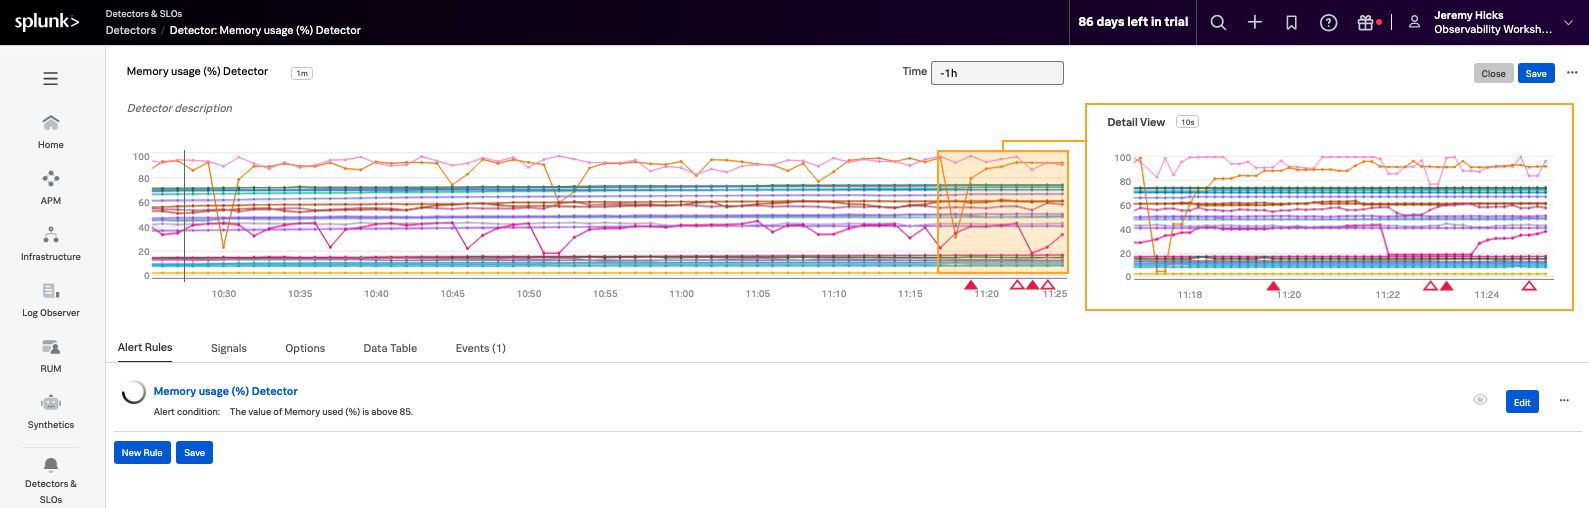 splunk>
Detectors & SLOs
Detectors / Detector: Memory usage (%) Detector
86 days left in trial
Jeremy Hicks
Observability Worksh...
Home
APM
Infrastructure
Log Observer
RUM
Synthetics
Detectors &
SLOs
Memory usage (%) Detector 1m
Time -1h
Close Save
Detector description
100
80
60
40
20
0
10:30 10:35 10:40 10:45 10:50 10:55 11:00 11:05 11:10 11:15 11:20 11:25
Detail View 10s
100
80
60
40
20
0
11:18 11:20 11:22 11:24
Alert Rules Signals Options Data Table Events (1)
Memory usage (%) Detector
Alert condition: The value of Memory used (%) is above 85.
Edit
New Rule Save